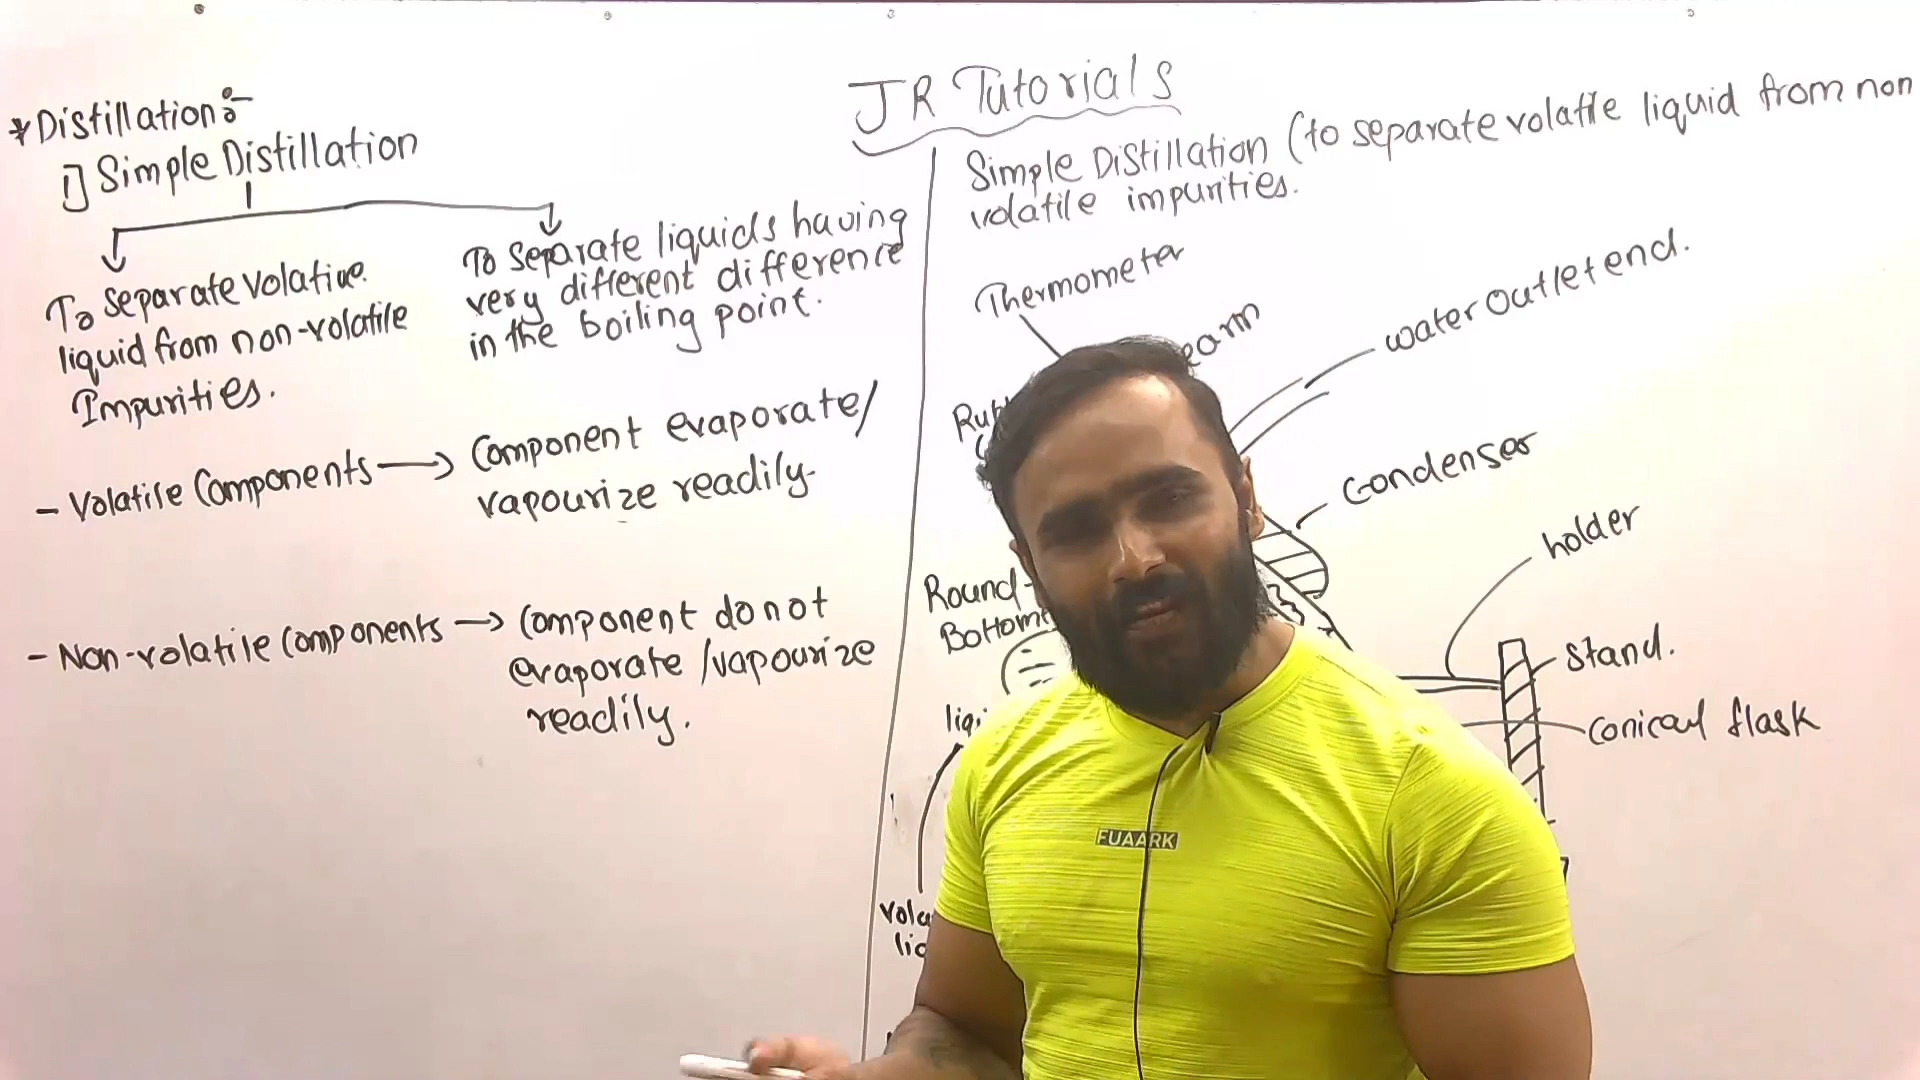 JR Tutorials
* Distillation :-
1] Simple Distillation
To Separate Volative
liquid from non-volatile
Impurities.
To Separate liquids having
very different difference
in the boiling point.
- Volatile Components → Component evaporate/
vapourize readily
- Non-volatile Components → Component do not
evaporate /vapourize
readily.
Simple Distillation (to separate volatile liquid from non
volatile impurities.
Thermometer
water outlet end.
Condenser
holder
Stand.
Conical flask
Round-
FUAARK